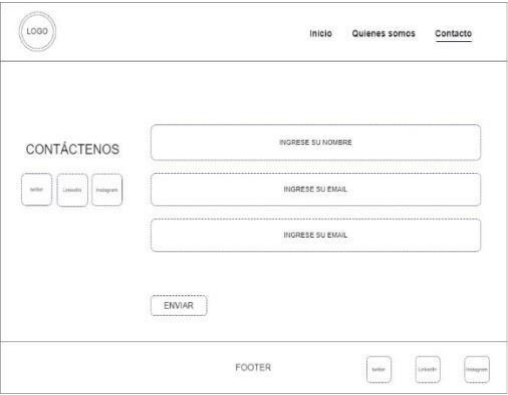 LOGO
Inicio Quienes somos Contacto
CONTÁCTENOS
twitter LinkedIn Instagram
INGRESE SU NOMBRE
INGRESE SU EMAIL
INGRESE SU EMAIL
ENVIAR
FOOTER
twitter LinkedIn Instagram